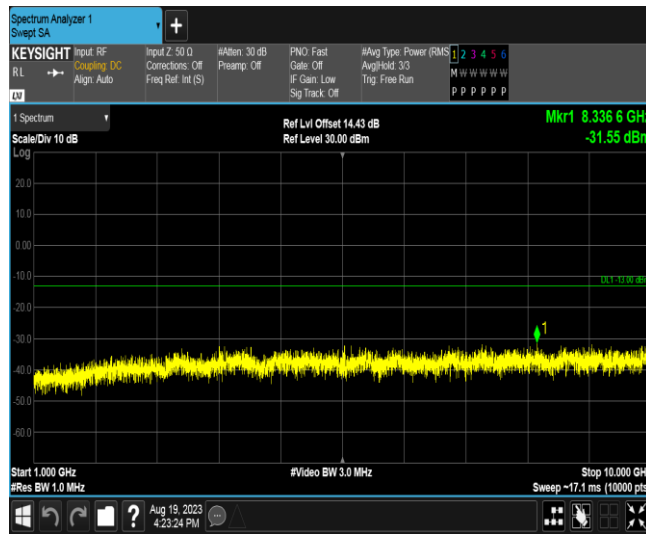 Spectrum Analyzer 1
Swept SA
+
KEYSIGHT Input: RF Input Z: 50 Ω #Atten: 30 dB PNO: Fast #Avg Type: Power (RMS 1 2 3 4 5 6
RL Coupling: DC Corrections: Off Preamp: Off Gate: Off Avg|Hold: 3/3 M W W W W W
Align: Auto Freq Ref: Int (S) IF Gain: Low Trig: Free Run
LXI Sig Track: Off P P P P P P
1 Spectrum Ref Lvl Offset 14.43 dB Mkr1 8.336 6 GHz
Scale/Div 10 dB Ref Level 30.00 dBm -31.55 dBm
Log
20.0
10.0
0.00
-10.0
DL1 -13.00 dBm
-20.0
-30.0
1
-40.0
-50.0
-60.0
Start 1.000 GHz #Video BW 3.0 MHz Stop 10.000 GH
#Res BW 1.0 MHz Sweep ~17.1 ms (10000 pts
? Aug 19, 2023
4:23:24 PM